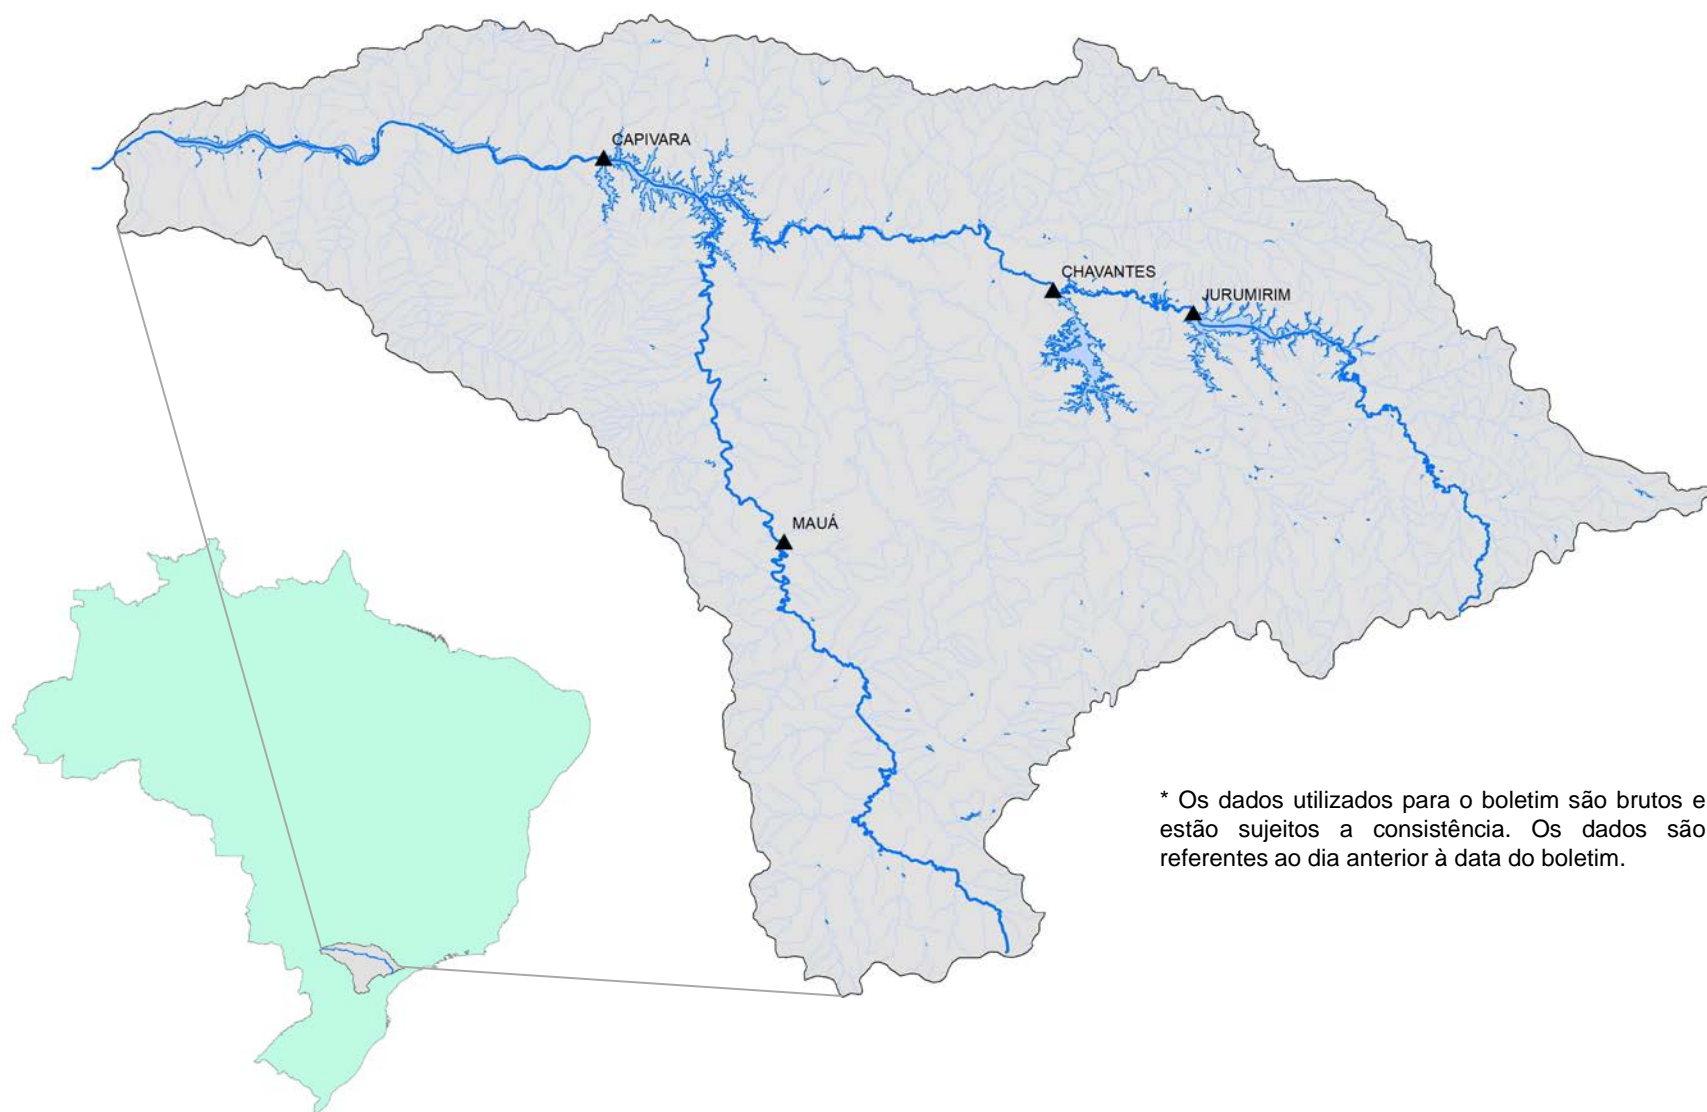 CAPIVARA
CHAVANTES
JURUMIRIM
MAUÁ
* Os dados utilizados para o boletim são brutos e
estão sujeitos a consistência. Os dados são
referentes ao dia anterior à data do boletim.